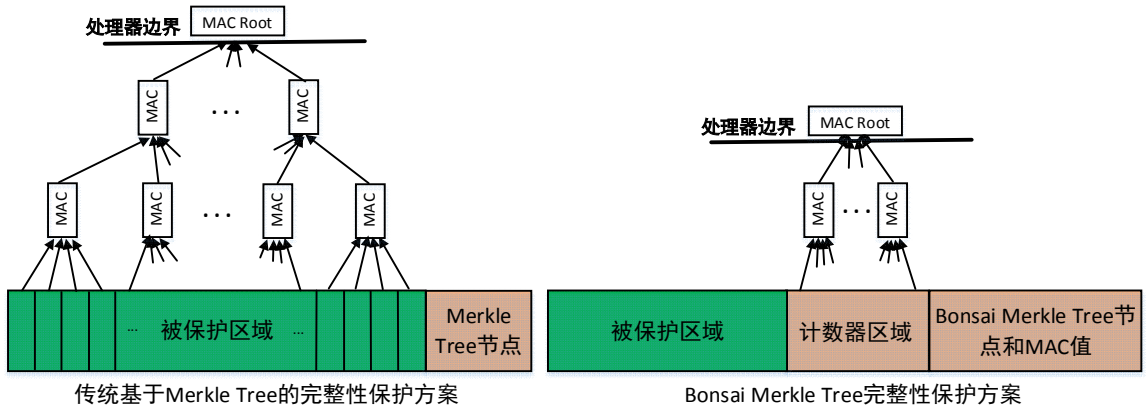 处理器边界 MAC Root
MAC ... MAC
MAC MAC ... MAC MAC
... 被保护区域 ... Merkle
Tree节点
传统基于Merkle Tree的完整性保护方案
处理器边界 MAC Root
MAC ... MAC
被保护区域 计数器区域 Bonsai Merkle Tree节
点和MAC值
Bonsai Merkle Tree完整性保护方案